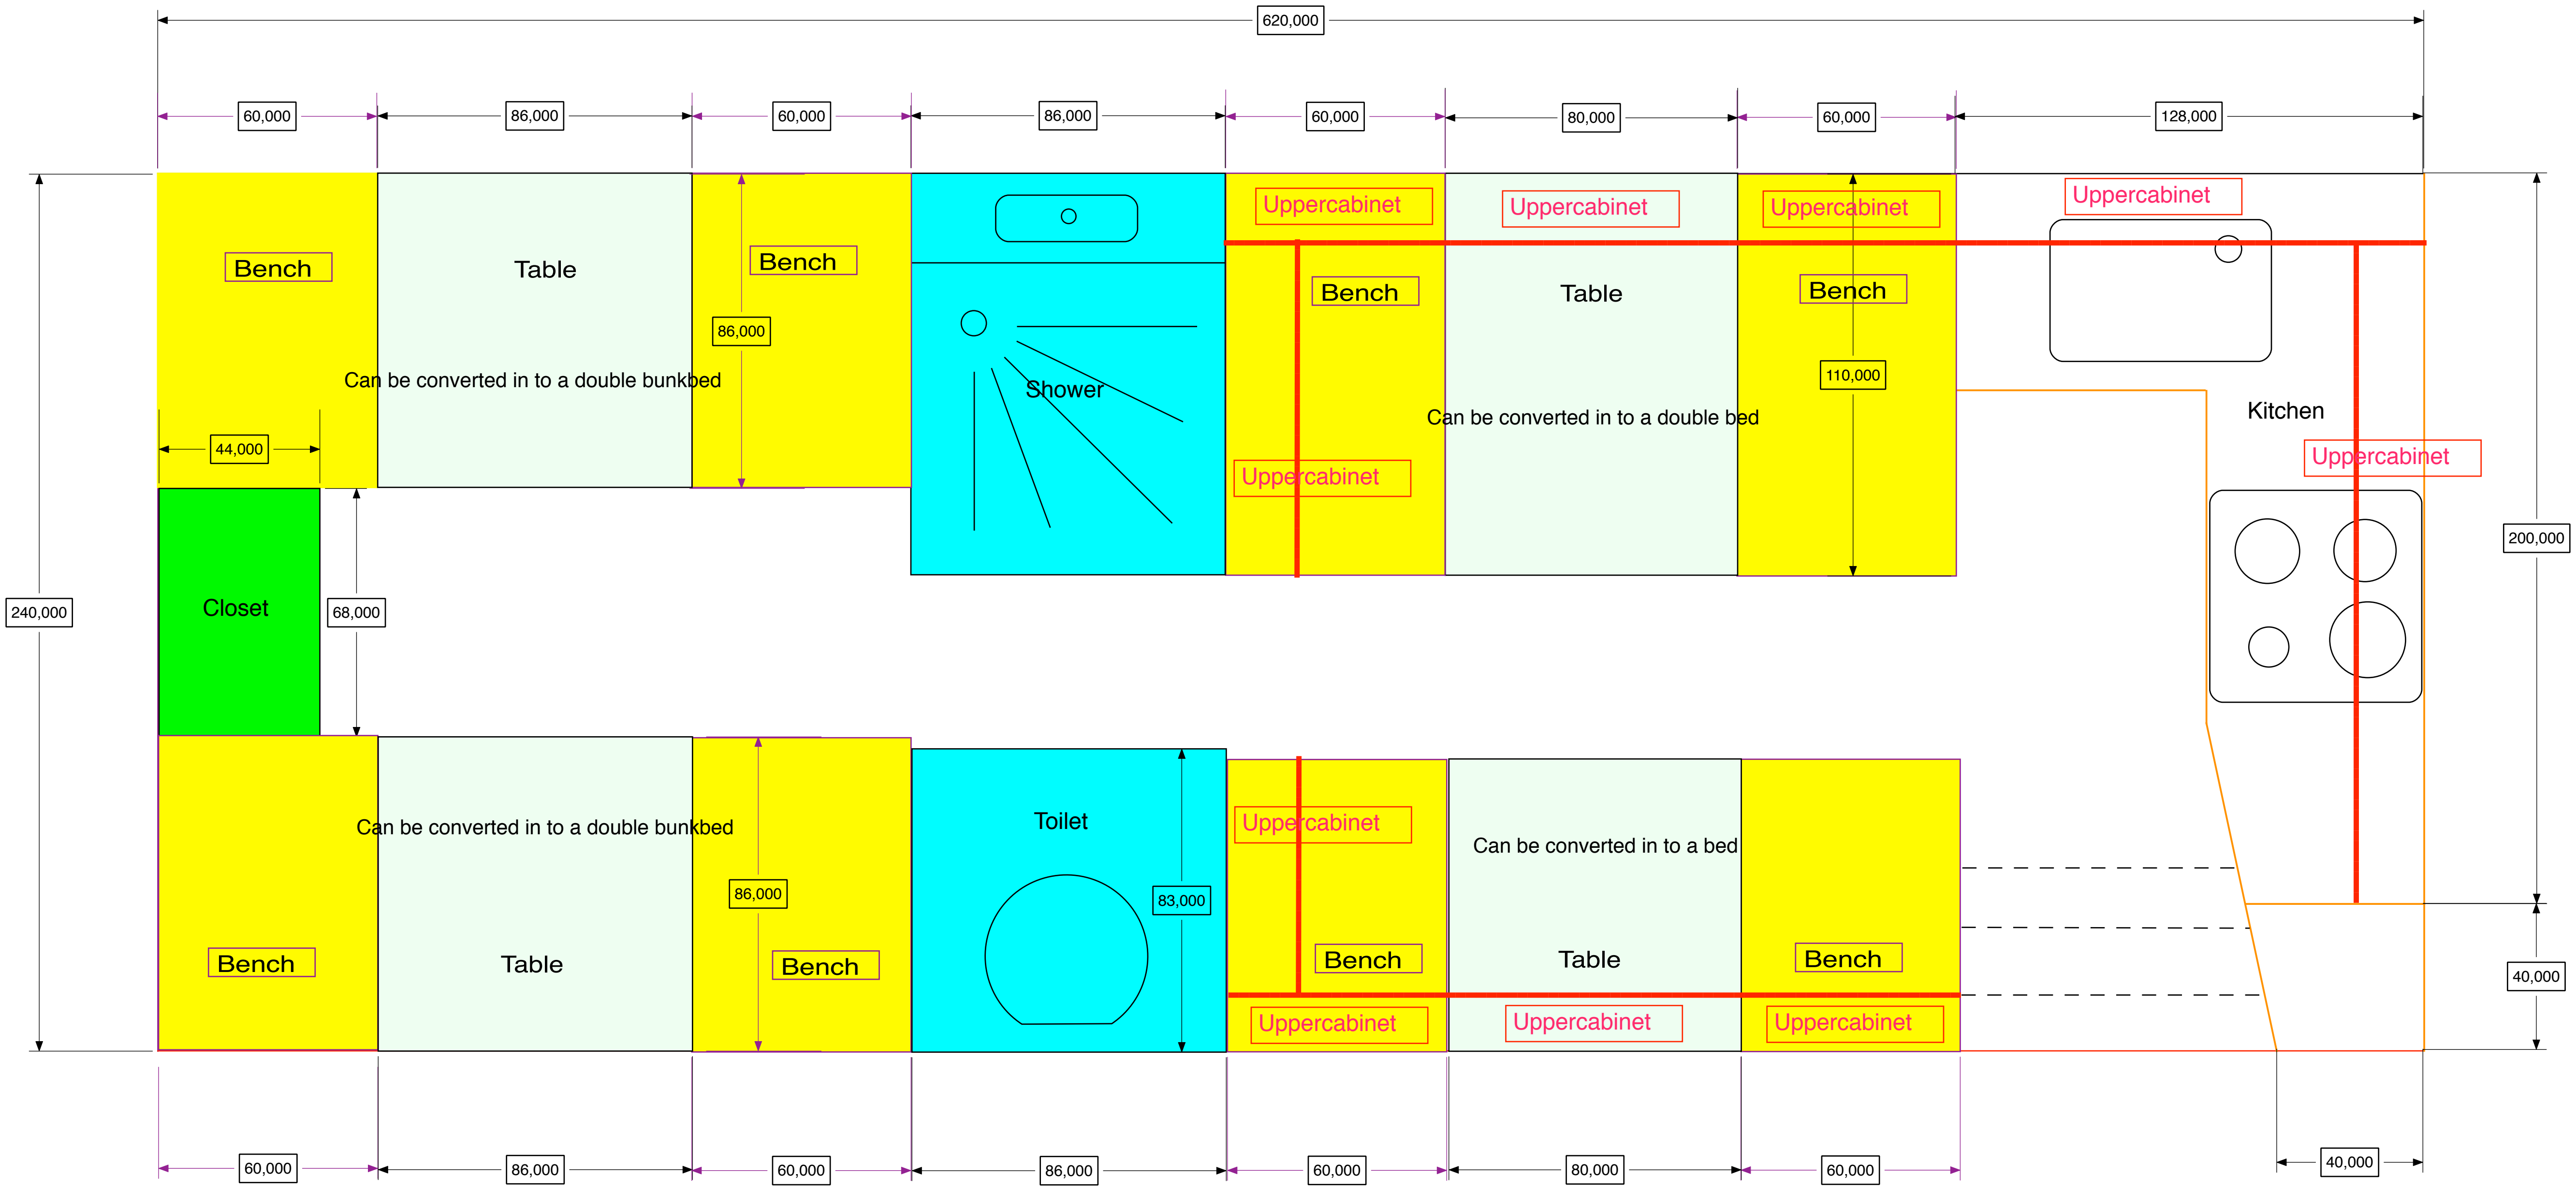 620,000
60,000
86,000
60,000
86,000
60,000
80,000
60,000
128,000
Uppercabinet
Uppercabinet
Uppercabinet
Uppercabinet
Bench
Table
Bench
Bench
Table
Bench
86,000
Can be converted in to a double bunkbed
Shower
110,000
Can be converted in to a double bed
Kitchen
44,000
Uppercabinet
Uppercabinet
200,000
Closet
240,000
68,000
Toilet
Uppercabinet
Can be converted in to a double bunkbed
Can be converted in to a bed
86,000
83,000
Bench
Table
Bench
Bench
Table
Bench
40,000
Uppercabinet
Uppercabinet
Uppercabinet
60,000
86,000
60,000
86,000
60,000
80,000
60,000
40,000